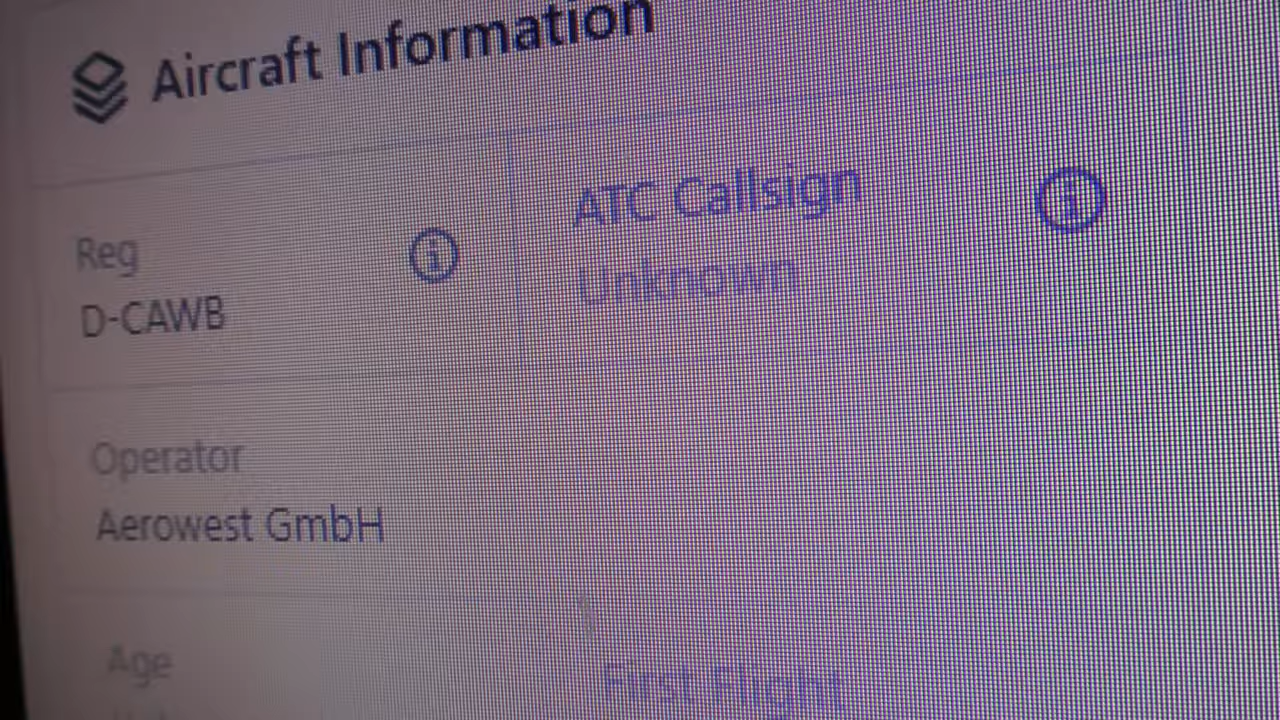 Aircraft Information
Reg
D-CAWB
ATC Callsign
Unknown
Operator
Aerowest GmbH
Age
First Flight